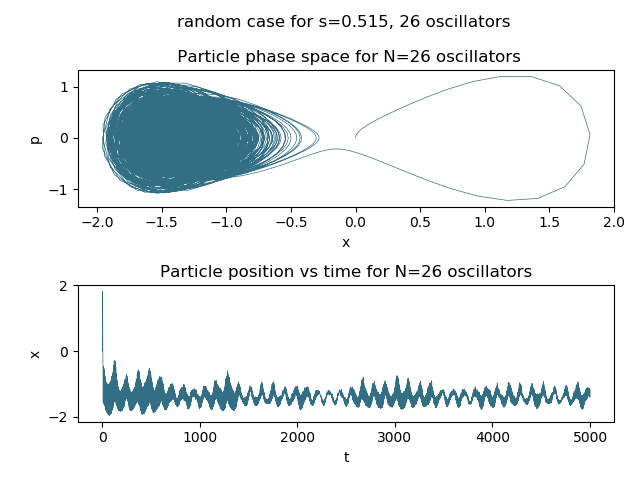 random case for s=0.515, 26 oscillators
Particle phase space for N=26 oscillators
1
0
−1
p
−2.0 −1.5 −1.0 −0.5 0.0 0.5 1.0 1.5 2.0
x
Particle position vs time for N=26 oscillators
2
0
−2
x
0 1000 2000 3000 4000 5000
t